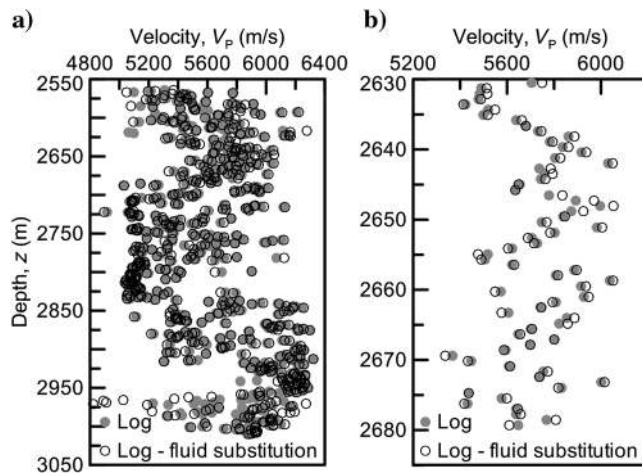 a)
Velocity, VP (m/s)
4800 5200 5600 6000 6400
2550
2650
2750
2850
2950
3050
Depth, z (m)
Log
Log - fluid substitution
b)
Velocity, VP (m/s)
5200 5600 6000
2630
2640
2650
2660
2670
2680
Log
Log - fluid substitution